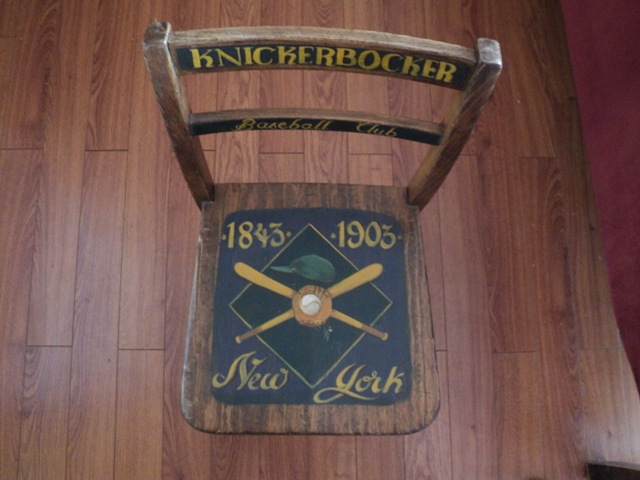 KNICKERBOCKER
Baseball Club
·1843· ·1903·
New York